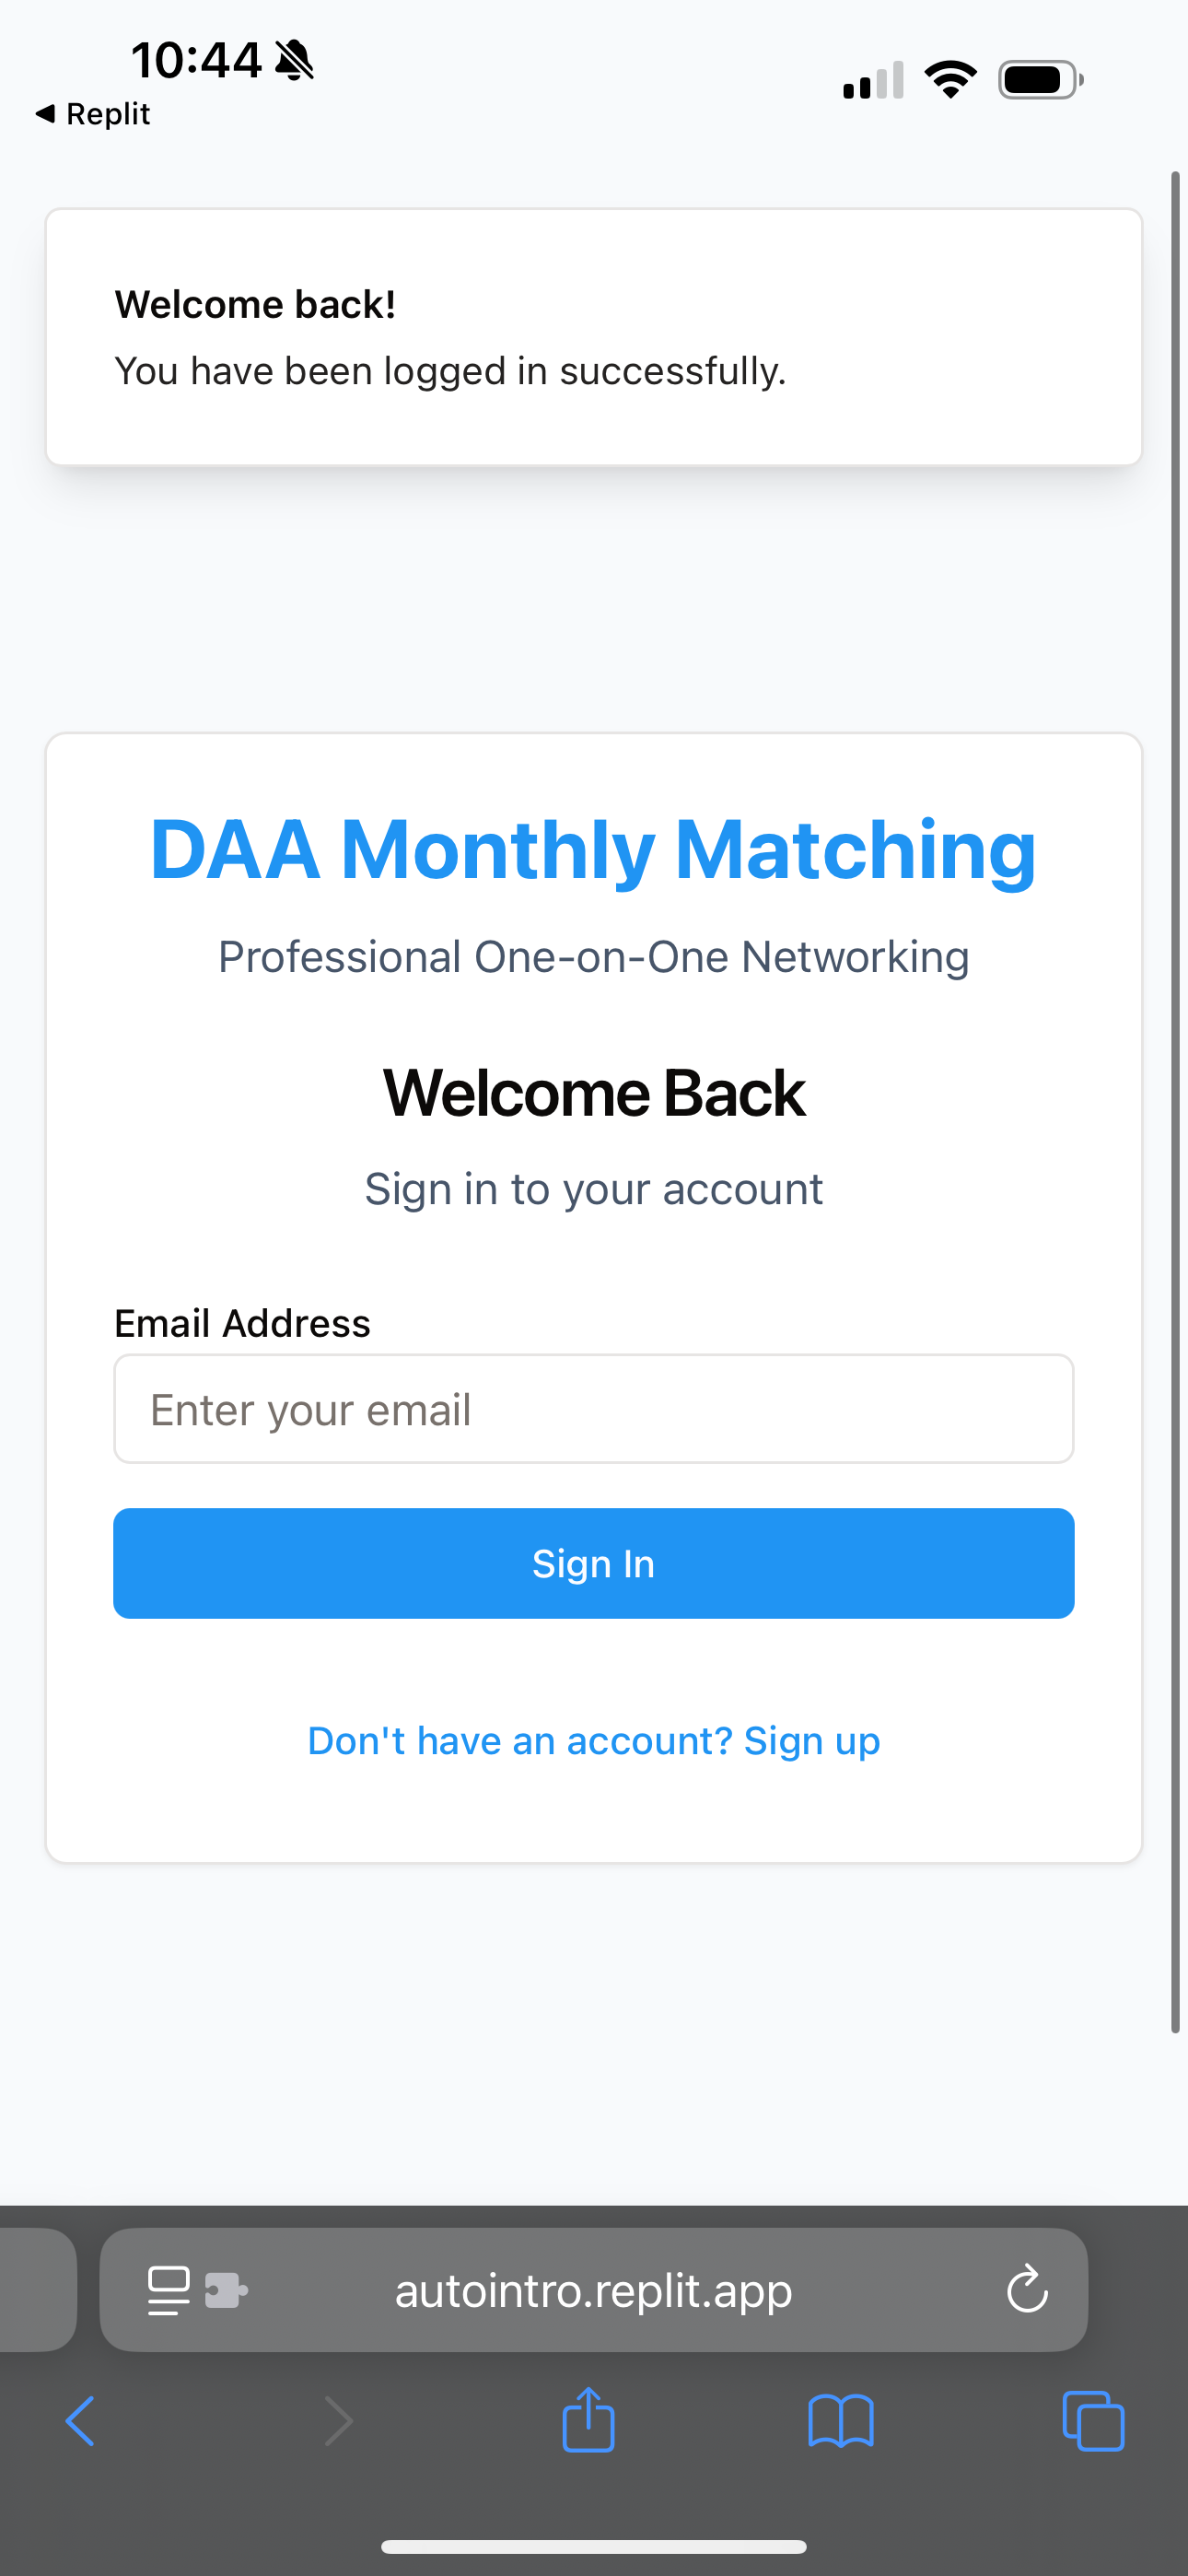 10:44
◀ Replit
Welcome back!
You have been logged in successfully.
DAA Monthly Matching
Professional One-on-One Networking
Welcome Back
Sign in to your account
Email Address
Enter your email
Sign In
Don't have an account? Sign up
autointro.replit.app